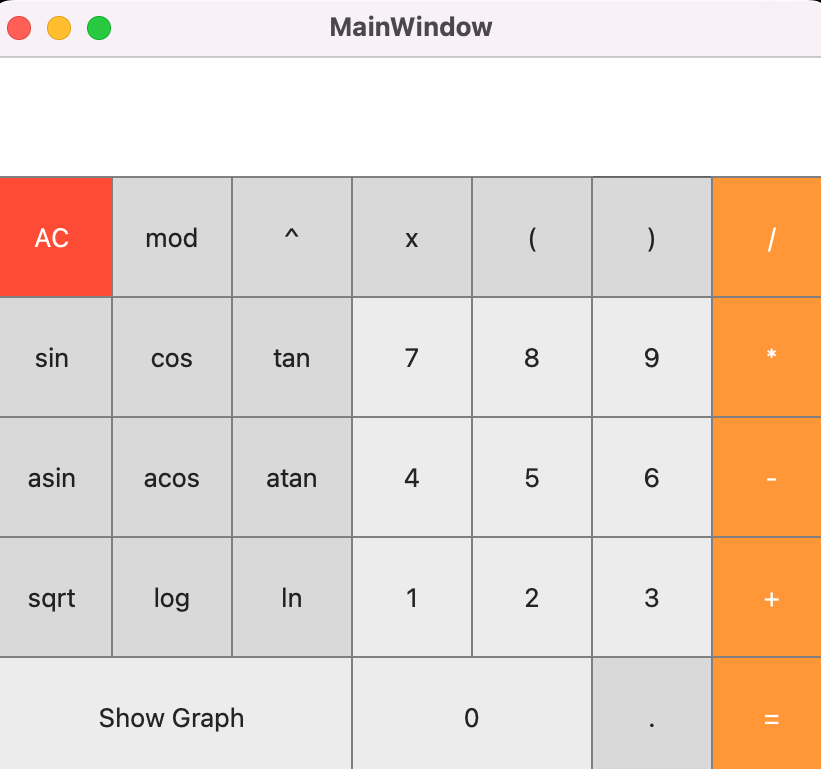 MainWindow
AC mod ^ x ( ) /
sin cos tan 7 8 9 *
asin acos atan 4 5 6 -
sqrt log ln 1 2 3 +
Show Graph 0 . =